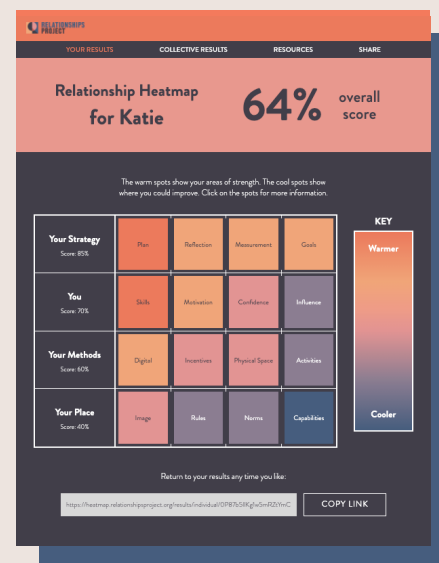 RELATIONSHIPS
PROJECT
YOUR RESULTS COLLECTIVE RESULTS RESOURCES SHARE
Relationship Heatmap
for Katie
64%
overall
score
The warm spots show your areas of strength. The cool spots show
where you could improve. Click on the spots for more information.
KEY
Warmer
Cooler
Your Strategy
Score: 85%
Plan Reflection Measurement Goals
You
Score: 70%
Skills Motivation Confidence Influence
Your Methods
Score: 60%
Digital Incentives Physical Space Activities
Your Place
Score: 40%
Image Rules Norms Capabilities
Return to your results any time you like:
COPY LINK